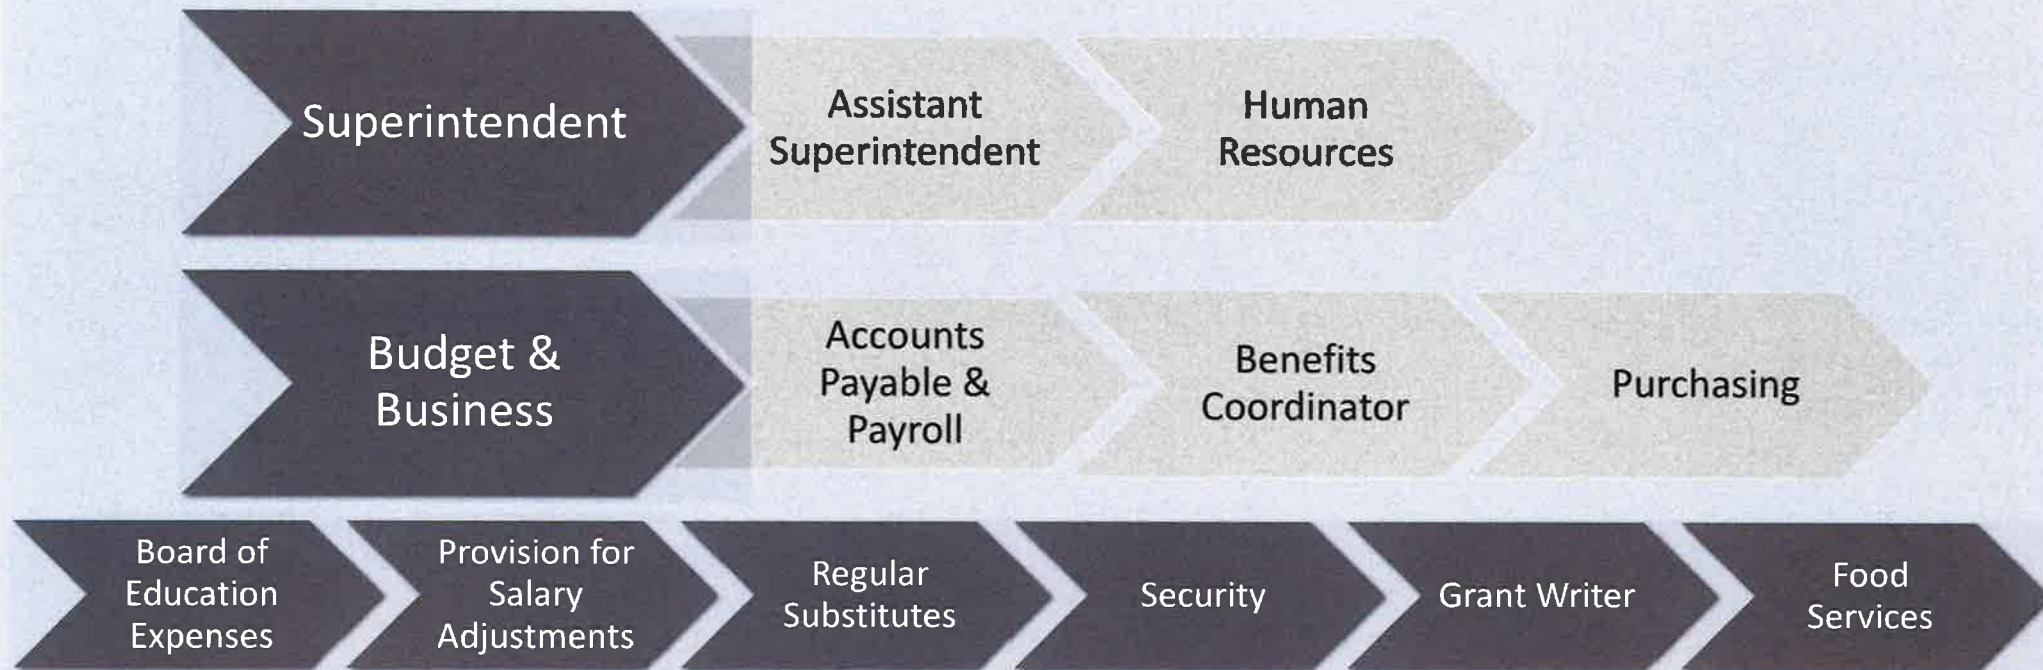 Superintendent
Assistant
Superintendent
Human
Resources
Budget &
Business
Accounts
Payable &
Payroll
Benefits
Coordinator
Purchasing
Board of
Education
Expenses
Provision for
Salary
Adjustments
Regular
Substitutes
Security
Grant Writer
Food
Services